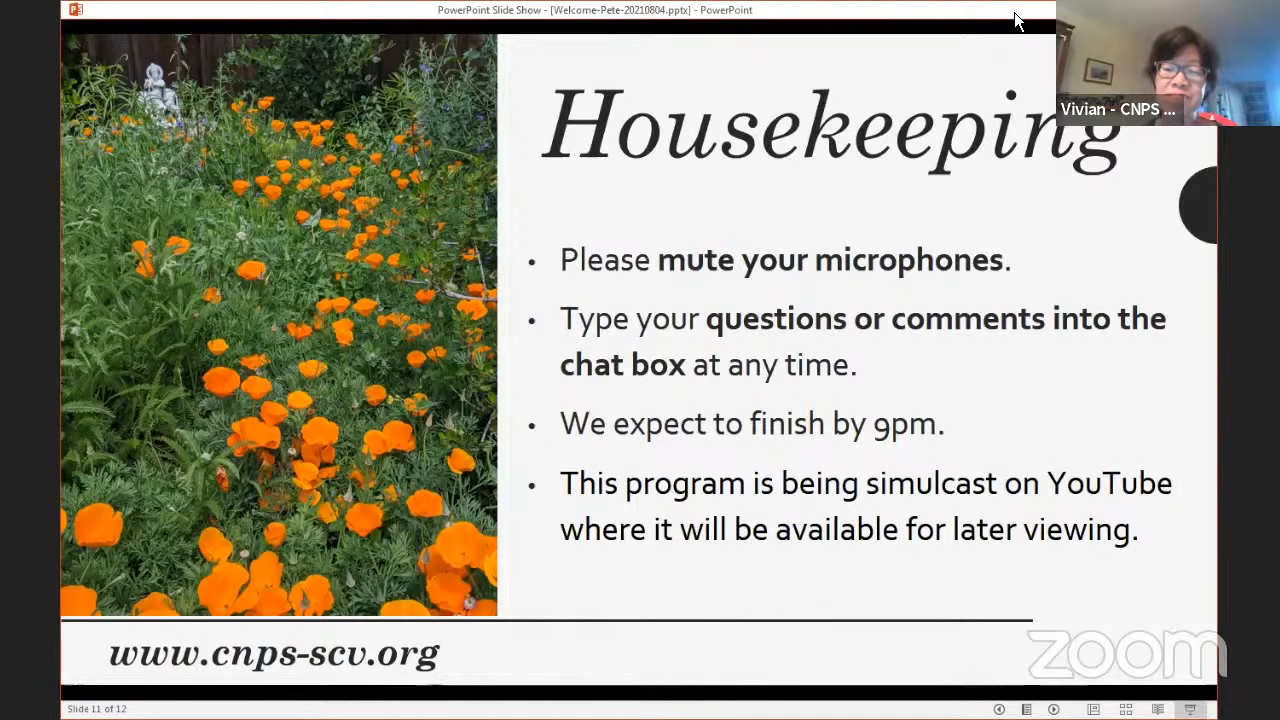 PowerPoint Slide Show - [Welcome-Pete-20210804.pptx] - PowerPoint
Vivian - CNPS ...
Housekeeping
• Please mute your microphones.
• Type your questions or comments into the
chat box at any time.
• We expect to finish by 9pm.
• This program is being simulcast on YouTube
where it will be available for later viewing.
www.cnps-scv.org
zoom
Slide 11 of 12